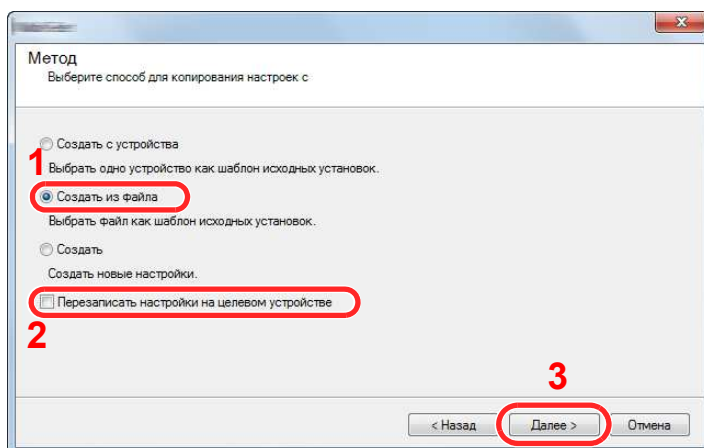 Метод
Выберите способ для копирования настроек с
Создать с устройства
1
Выбрать одно устройство как шаблон исходных установок.
Создать из файла
Выбрать файл как шаблон исходных установок.
Создать
Создать новые настройки.
Перезаписать настройки на целевом устройстве
2
3
< Назад Далее > Отмена